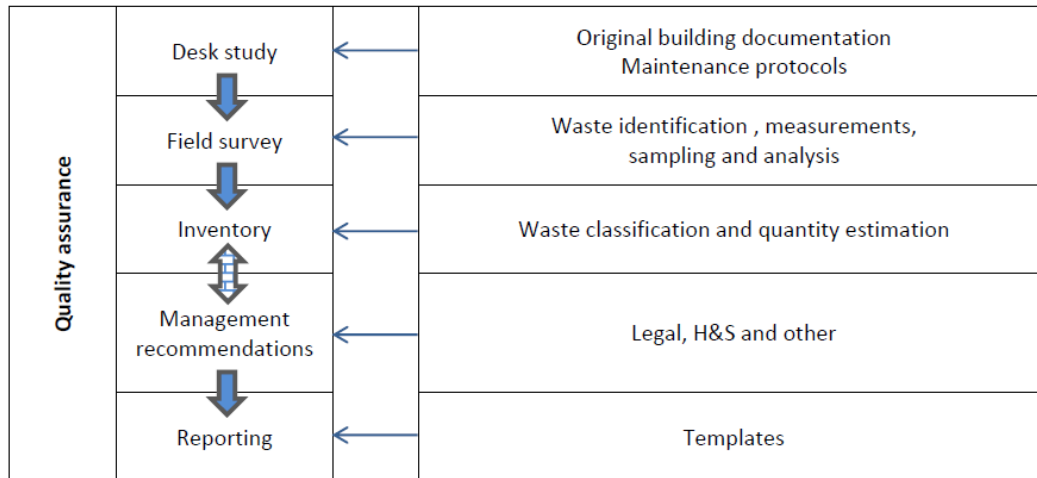 Quality assurance
Desk study
Original building documentation
Maintenance protocols
Field survey
Waste identification , measurements,
sampling and analysis
Inventory
Waste classification and quantity estimation
Management
recommendations
Legal, H&S and other
Reporting
Templates